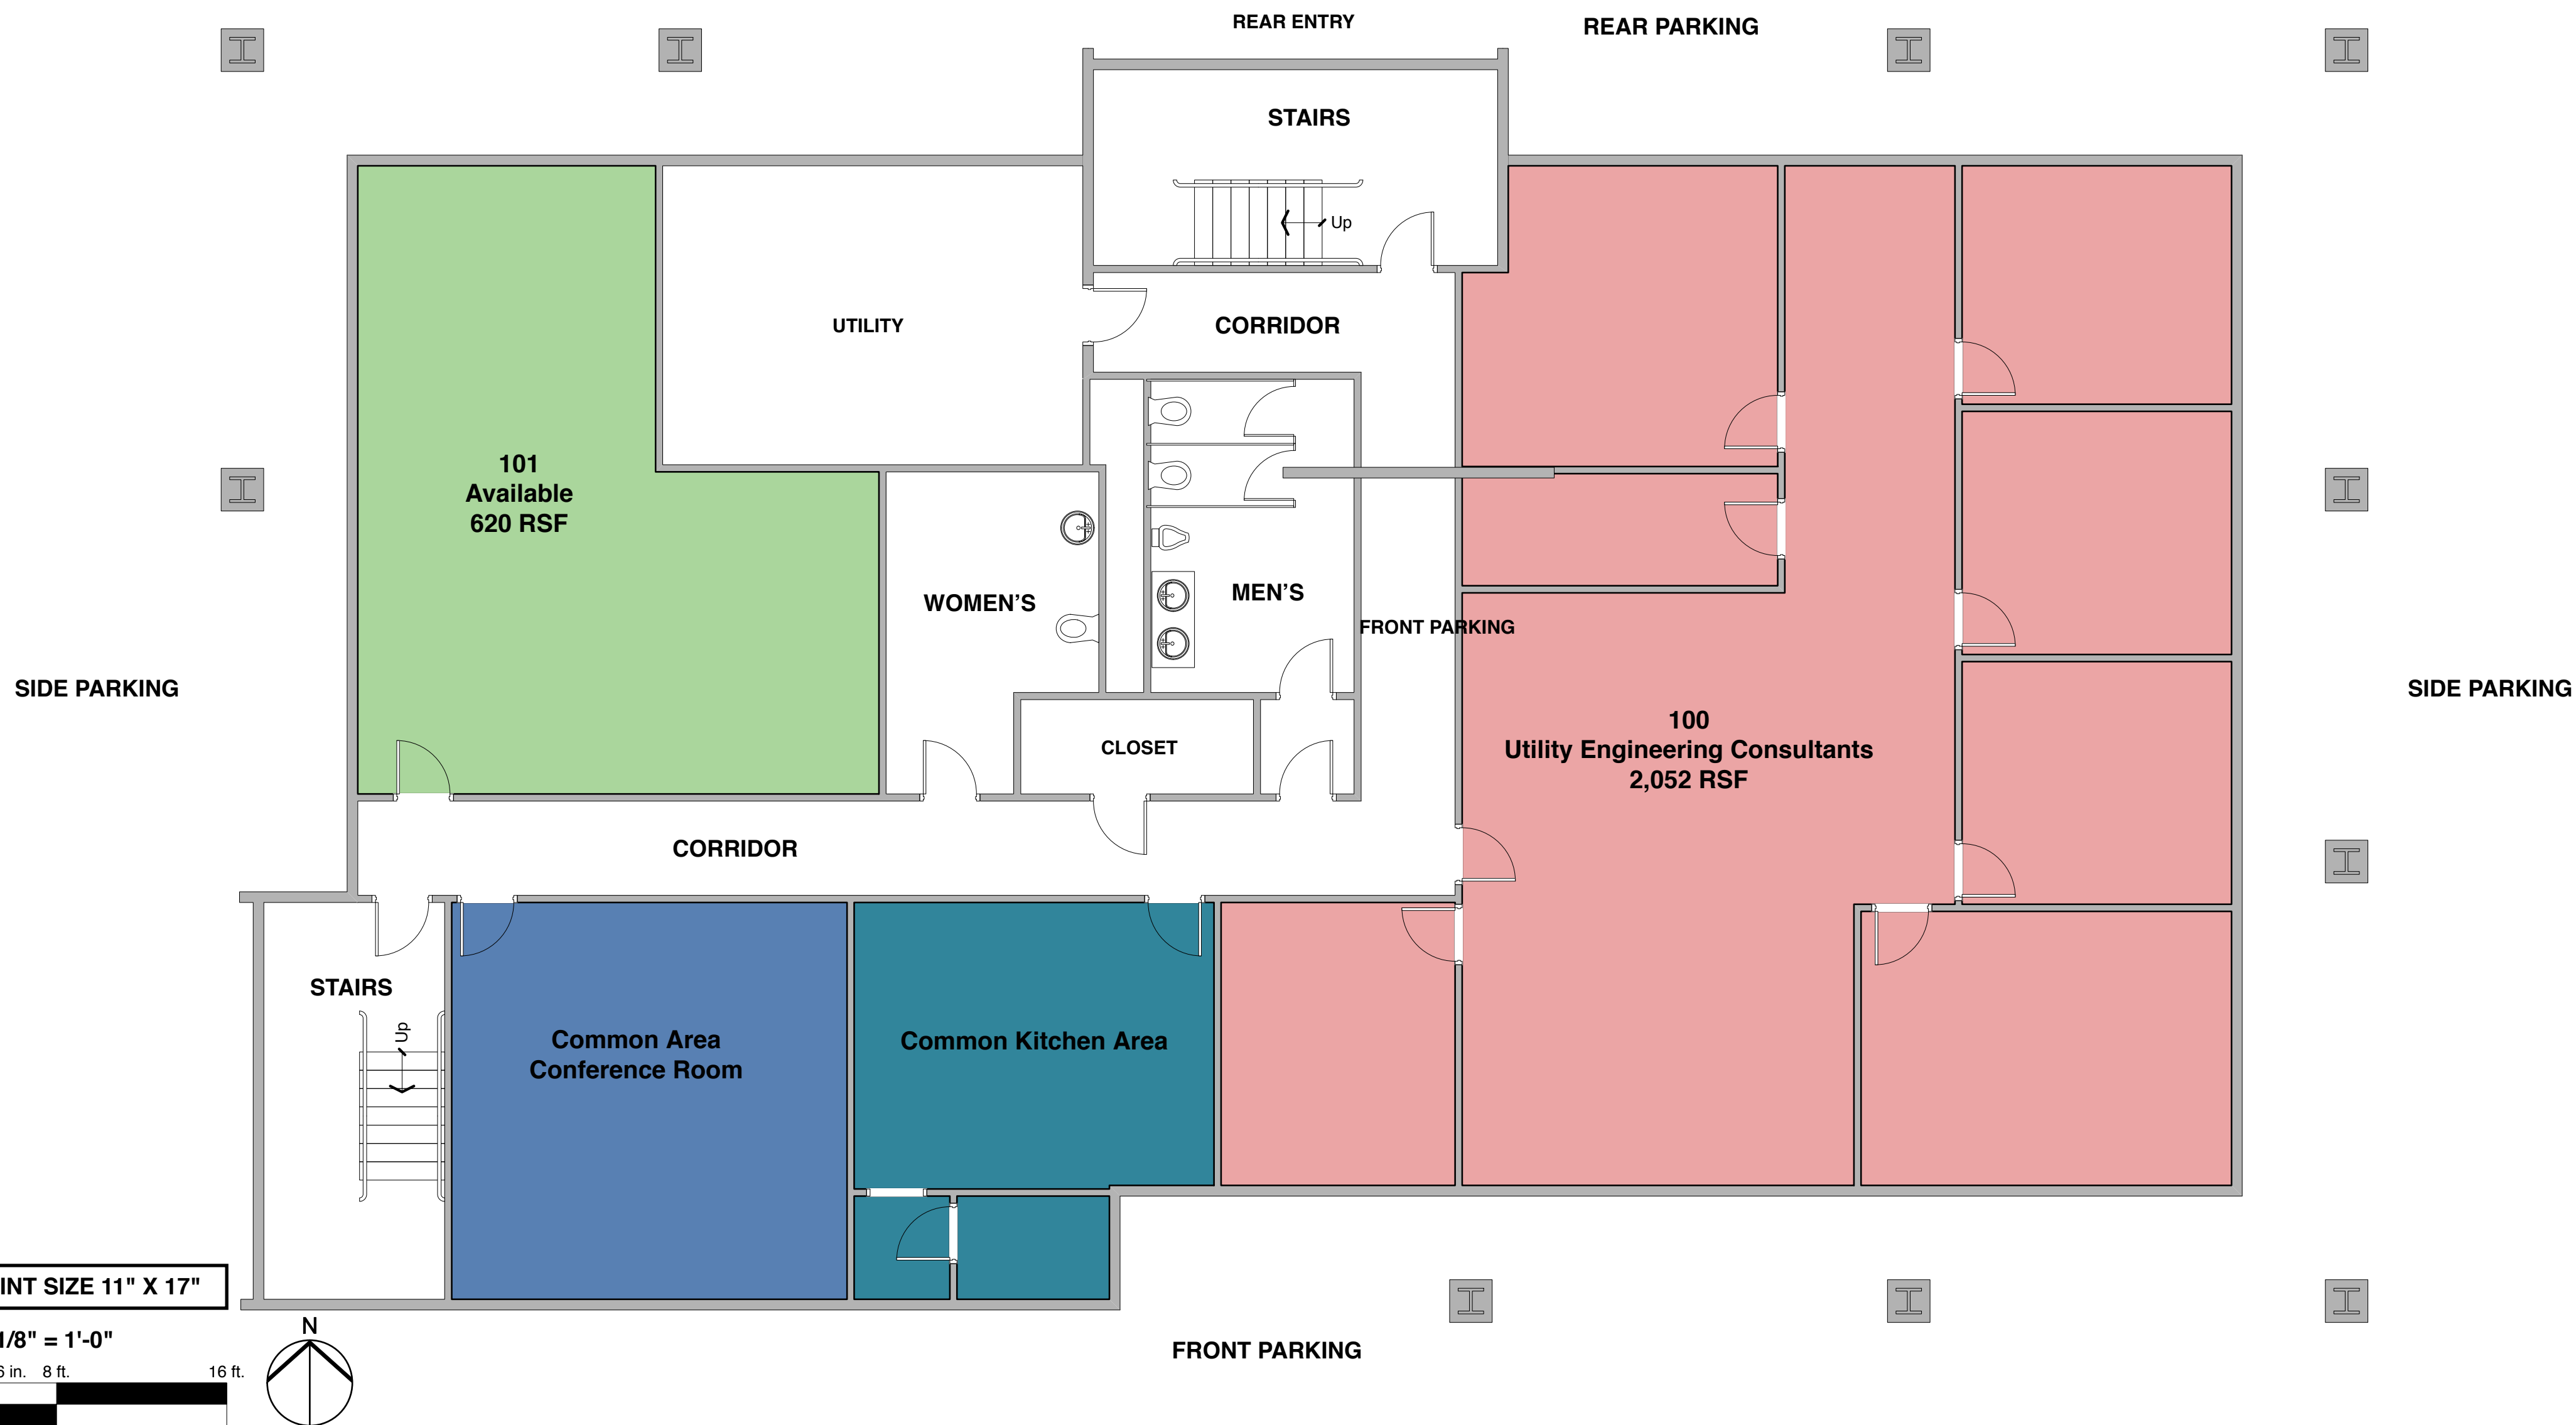 REAR ENTRY
REAR PARKING
STAIRS
Up
UTILITY
CORRIDOR
101
Available
620 RSF
WOMEN’S
MEN’S
FRONT PARKING
SIDE PARKING
SIDE PARKING
100
Utility Engineering Consultants
2,052 RSF
CLOSET
CORRIDOR
STAIRS
Up
Common Area
Conference Room
Common Kitchen Area
SIZE 11" X 17"
1/8" = 1'-0"
N
in. 8 ft. 16 ft.
FRONT PARKING